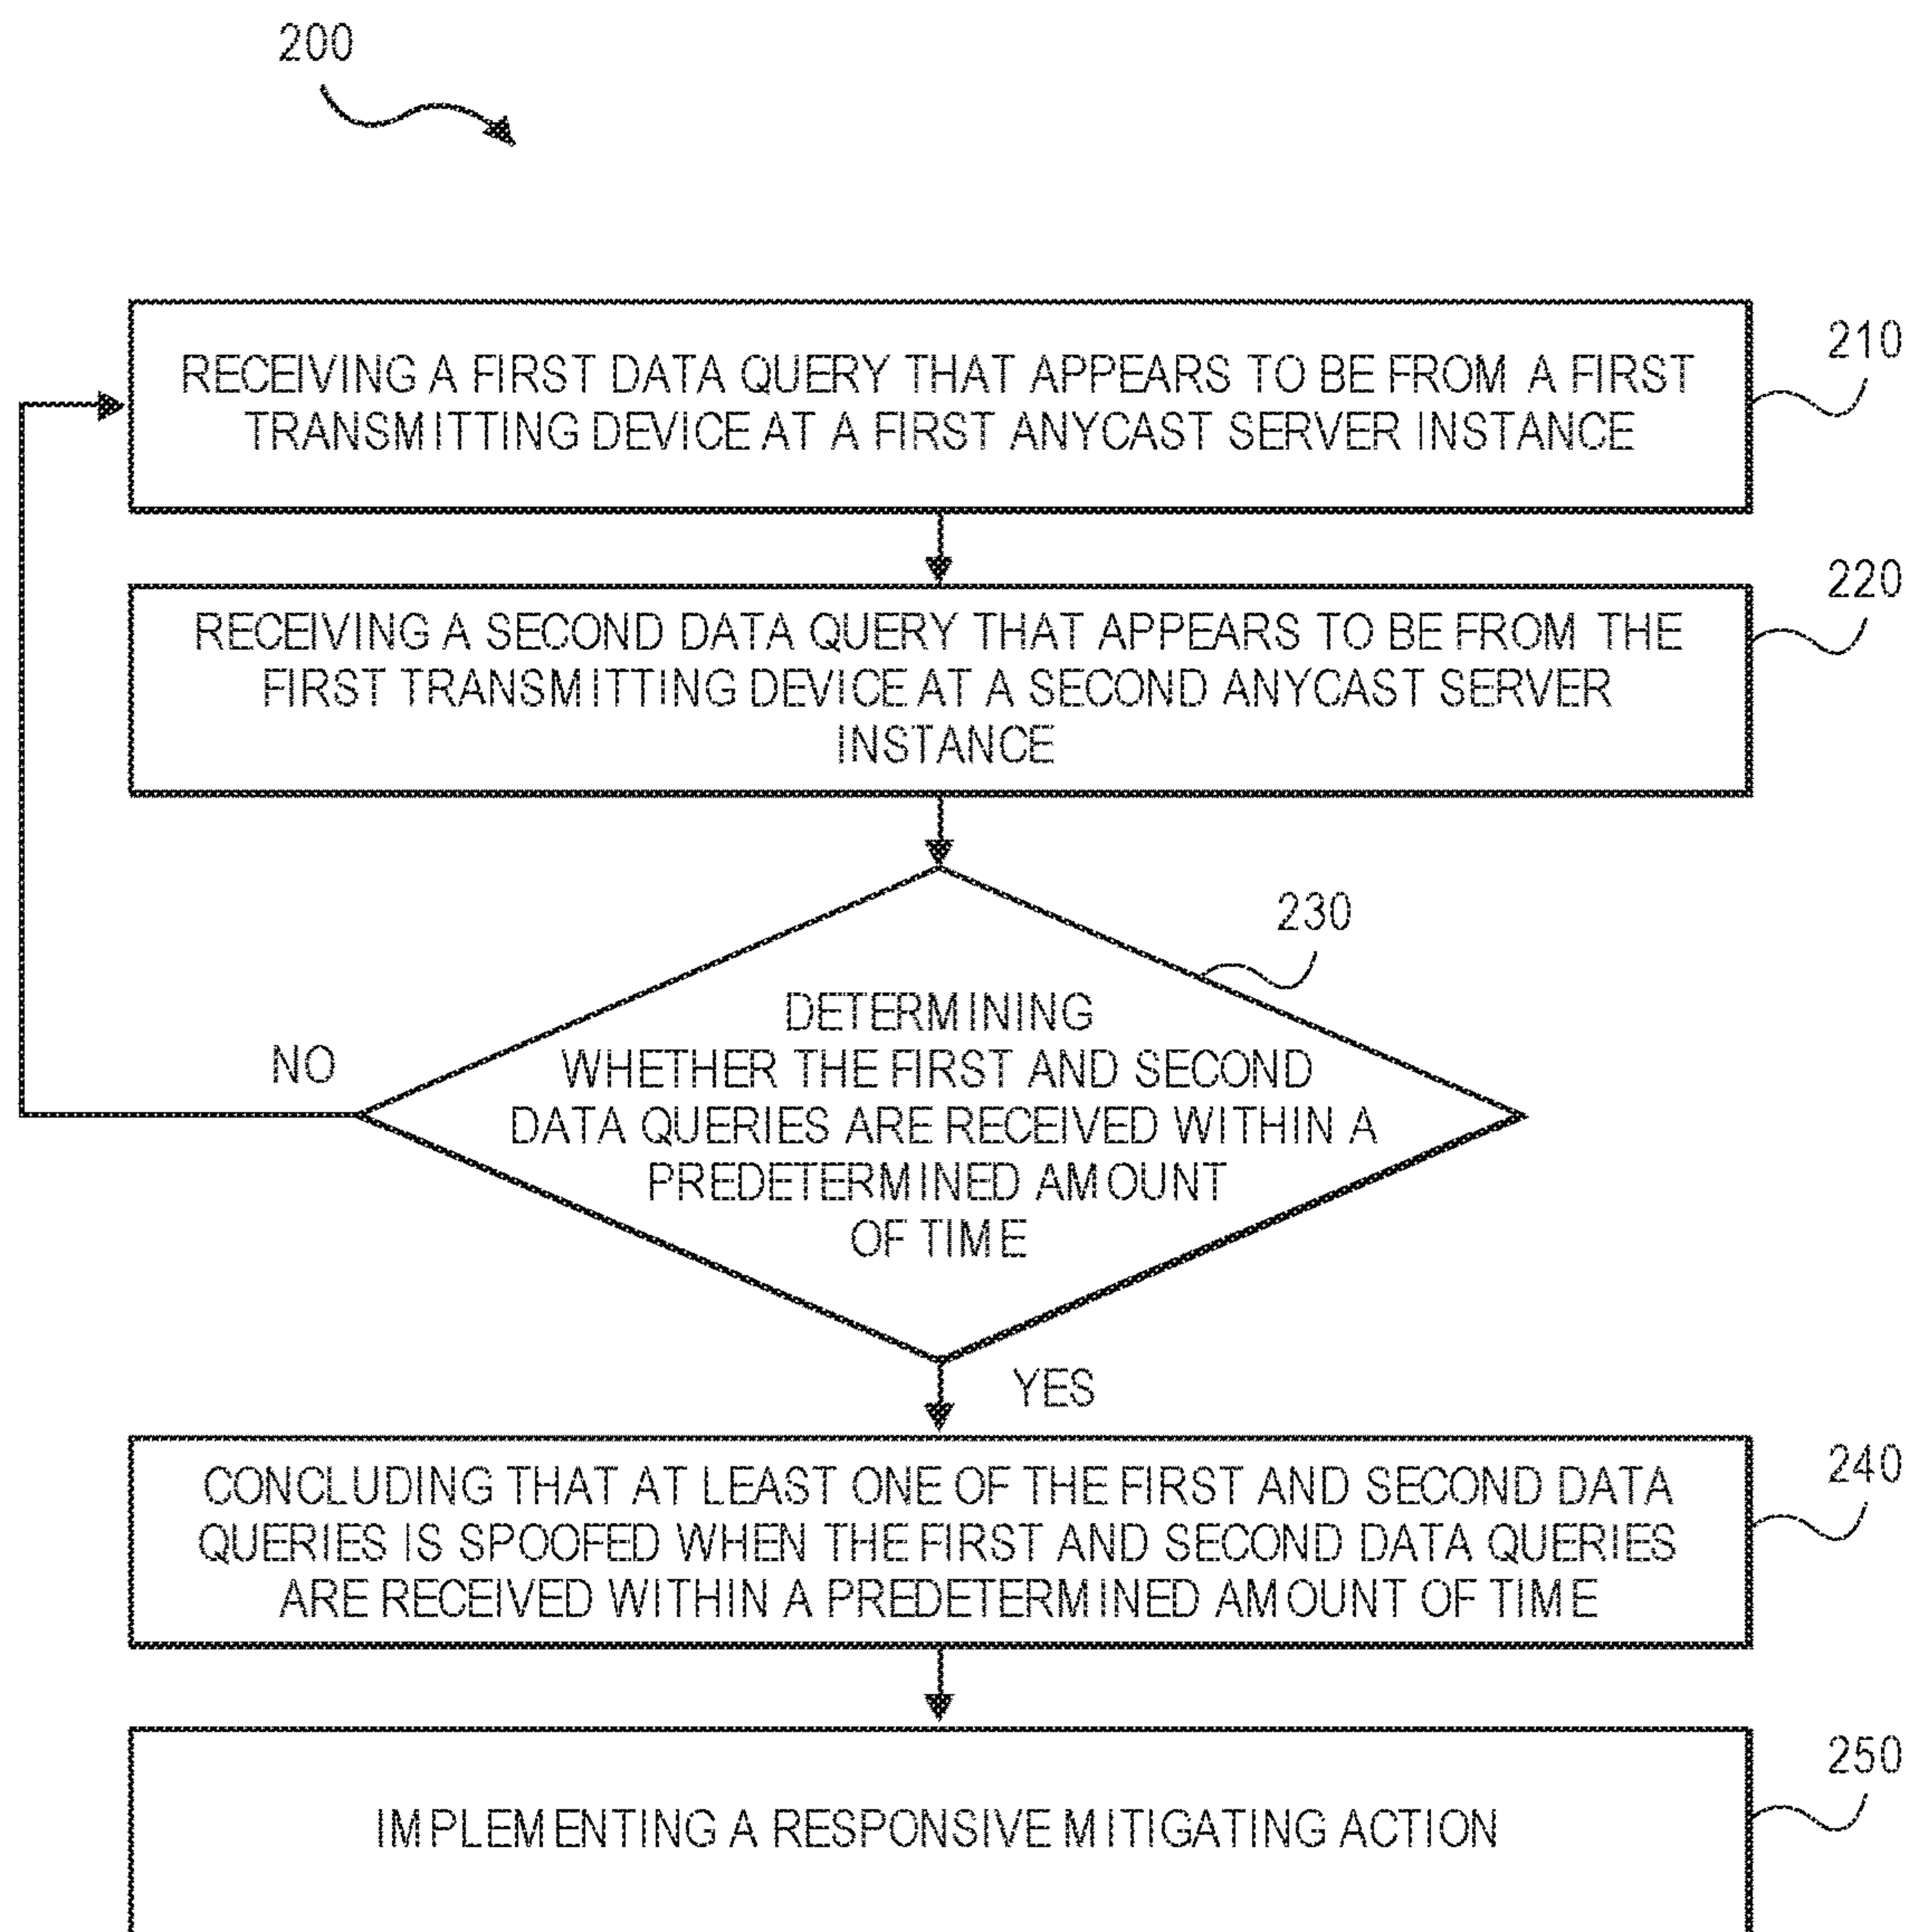 200
RECEIVING A FIRST DATA QUERY THAT APPEARS TO BE FROM A FIRST
TRANSMITTING DEVICE AT A FIRST ANYCAST SERVER INSTANCE
210
RECEIVING A SECOND DATA QUERY THAT APPEARS TO BE FROM THE
FIRST TRANSMITTING DEVICE AT A SECOND ANYCAST SERVER
INSTANCE
220
230
DETERMINING
WHETHER THE FIRST AND SECOND
DATA QUERIES ARE RECEIVED WITHIN A
PREDETERMINED AMOUNT
OF TIME
NO
YES
CONCLUDING THAT AT LEAST ONE OF THE FIRST AND SECOND DATA
QUERIES IS SPOOFED WHEN THE FIRST AND SECOND DATA QUERIES
ARE RECEIVED WITHIN A PREDETERMINED AMOUNT OF TIME
240
IMPLEMENTING A RESPONSIVE MITIGATING ACTION
250